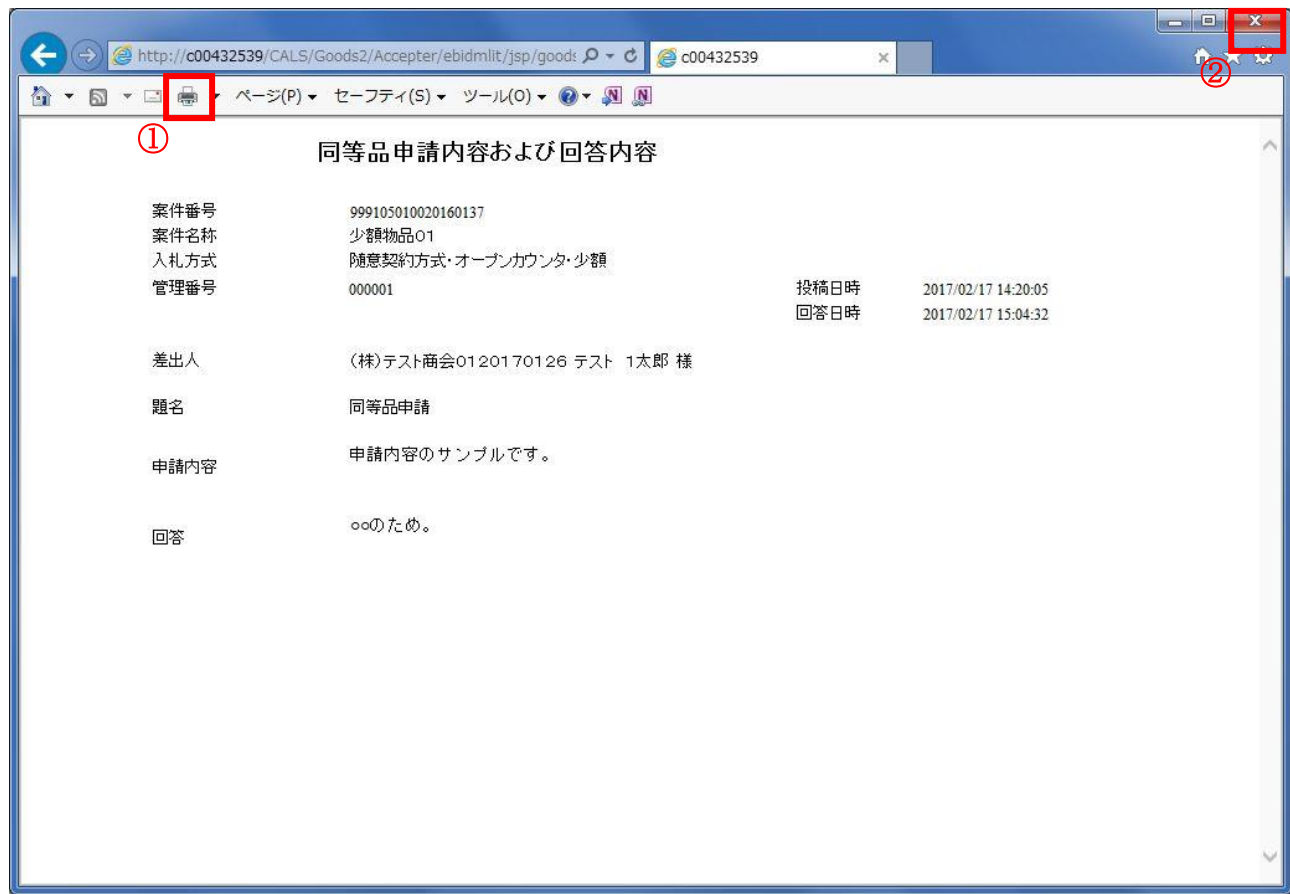 ②
http://c00432539/CALS/Goods2/Accepter/ebidmlit/jsp/goods
c00432539
ページ(P) セーフティ(S) ツール(O)
①
同等品申請内容および回答内容
案件番号 999105010020160137
案件名称 少額物品01
入札方式 随意契約方式・オープンカウンタ・少額
管理番号 000001 投稿日時 2017/02/17 14:20:05
回答日時 2017/02/17 15:04:32
差出人 (株)テスト商会0120170126 テスト 1太郎 様
題名 同等品申請
申請内容 申請内容のサンプルです。
回答 ○○のため。